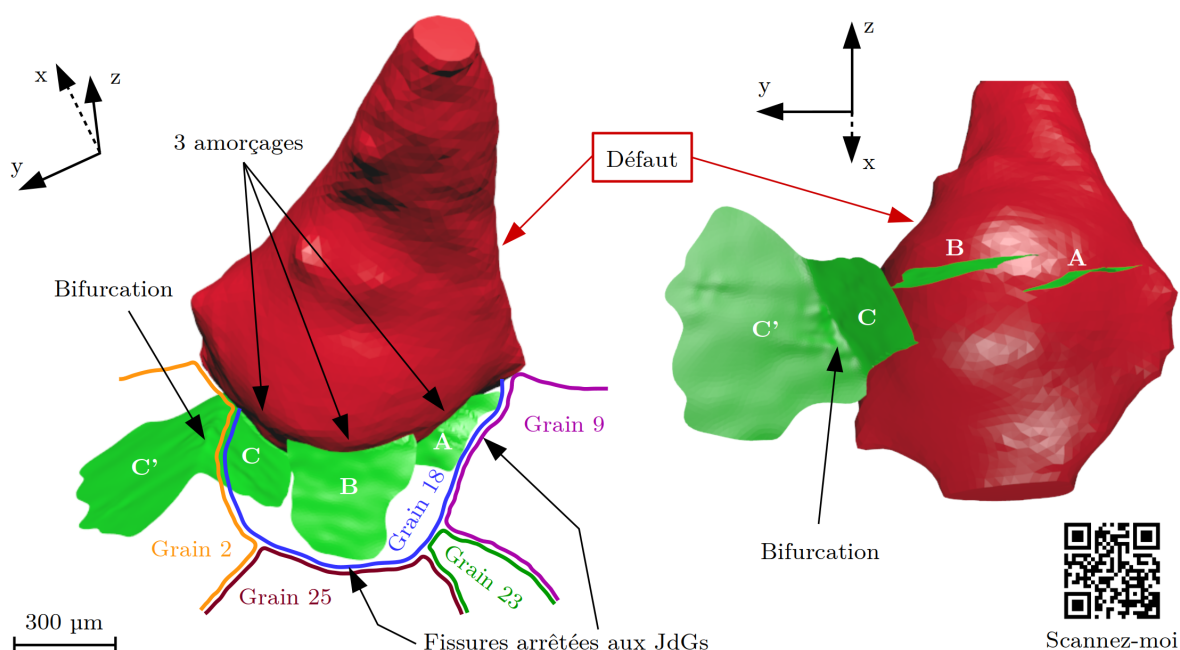 z
x
z
y
x
3 amorçages
Défaut
y
x
B
A
Bifurcation
C
C'
Grain 9
A
C
C'
B
Grain 18
Grain 2
Bifurcation
Grain 25
Grain 23
300 µm
Fissures arrêtées aux JdGs
Scannez-moi